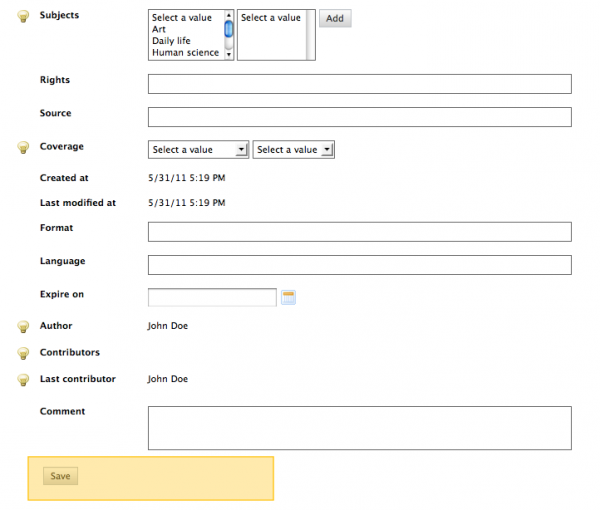 Subjects
Select a value Select a value Add
Art
Daily life
Human science
Rights
Source
Coverage Select a value Select a value
Created at 5/31/11 5:19 PM
Last modified at 5/31/11 5:19 PM
Format
Language
Expire on
Author John Doe
Contributors
Last contributor John Doe
Comment
Save